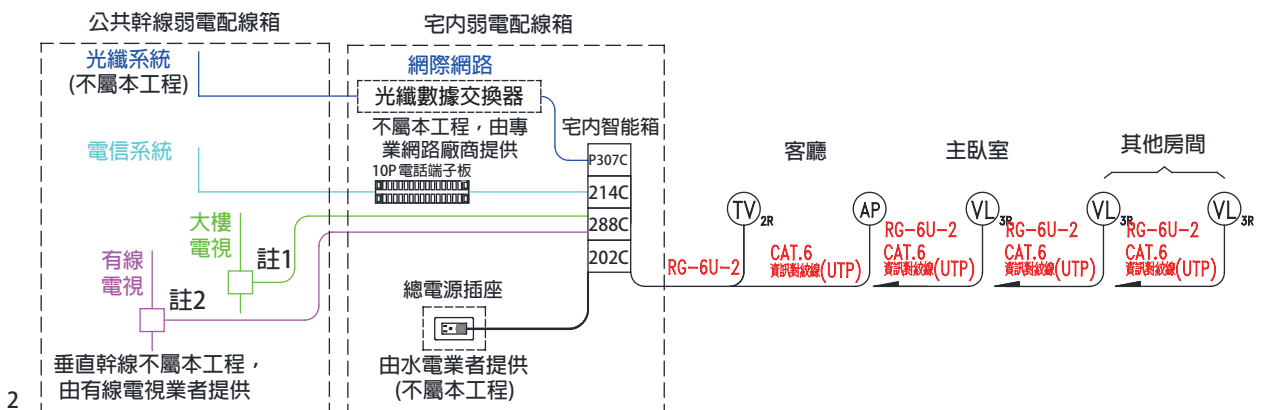 公共幹線弱電配線箱
光纖系統
(不屬本工程)
電信系統
大樓
電視
註1
有線
電視
註2
垂直幹線不屬本工程，
由有線電視業者提供
2
宅內弱電配線箱
網際網路
光纖數據交換器
不屬本工程，由專
業網路廠商提供
10P電話端子板
宅內智能箱
P307C
214C
288C
202C
總電源插座
由水電業者提供
(不屬本工程)
客廳
主臥室
其他房間
TV 2R
AP
VL 3R
VL 3R
VL 3R
RG-6U-2
CAT.6
資訊對絞線(UTP)
RG-6U-2
CAT.6
資訊對絞線(UTP)
RG-6U-2
CAT.6
資訊對絞線(UTP)
RG-6U-2
CAT.6
資訊對絞線(UTP)